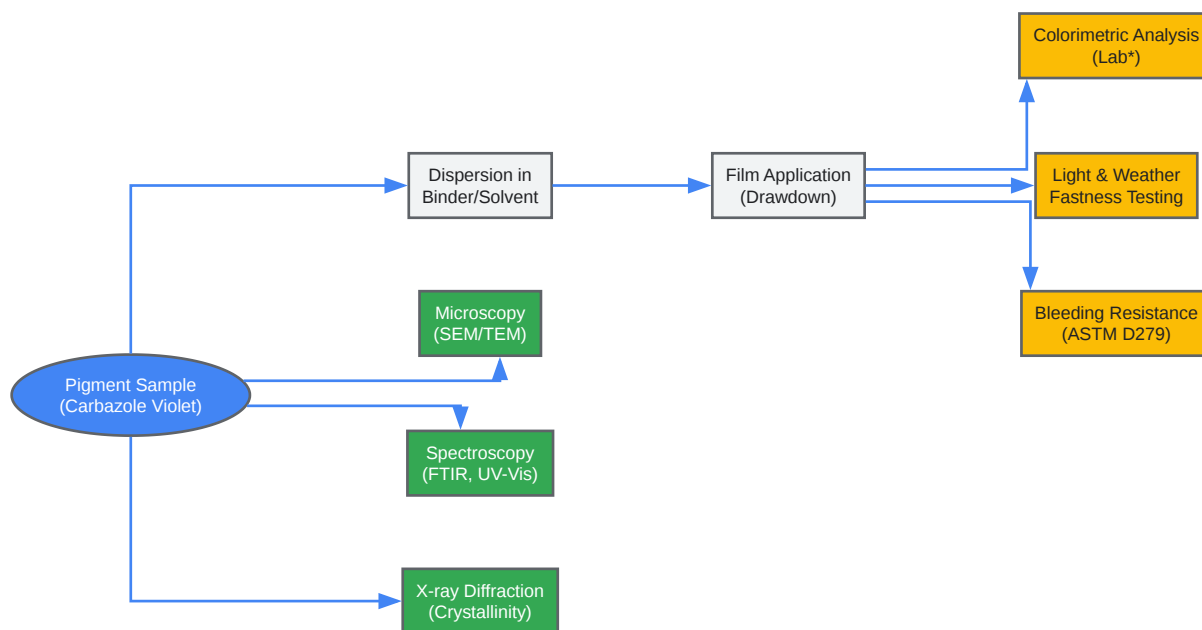 Colorimetric Analysis
(Lab*)
Dispersion in
Binder/Solvent
Film Application
(Drawdown)
Light & Weather
Fastness Testing
Microscopy
(SEM/TEM)
Bleeding Resistance
(ASTM D279)
Pigment Sample
(Carbazole Violet)
Spectroscopy
(FTIR, UV-Vis)
X-ray Diffraction
(Crystallinity)